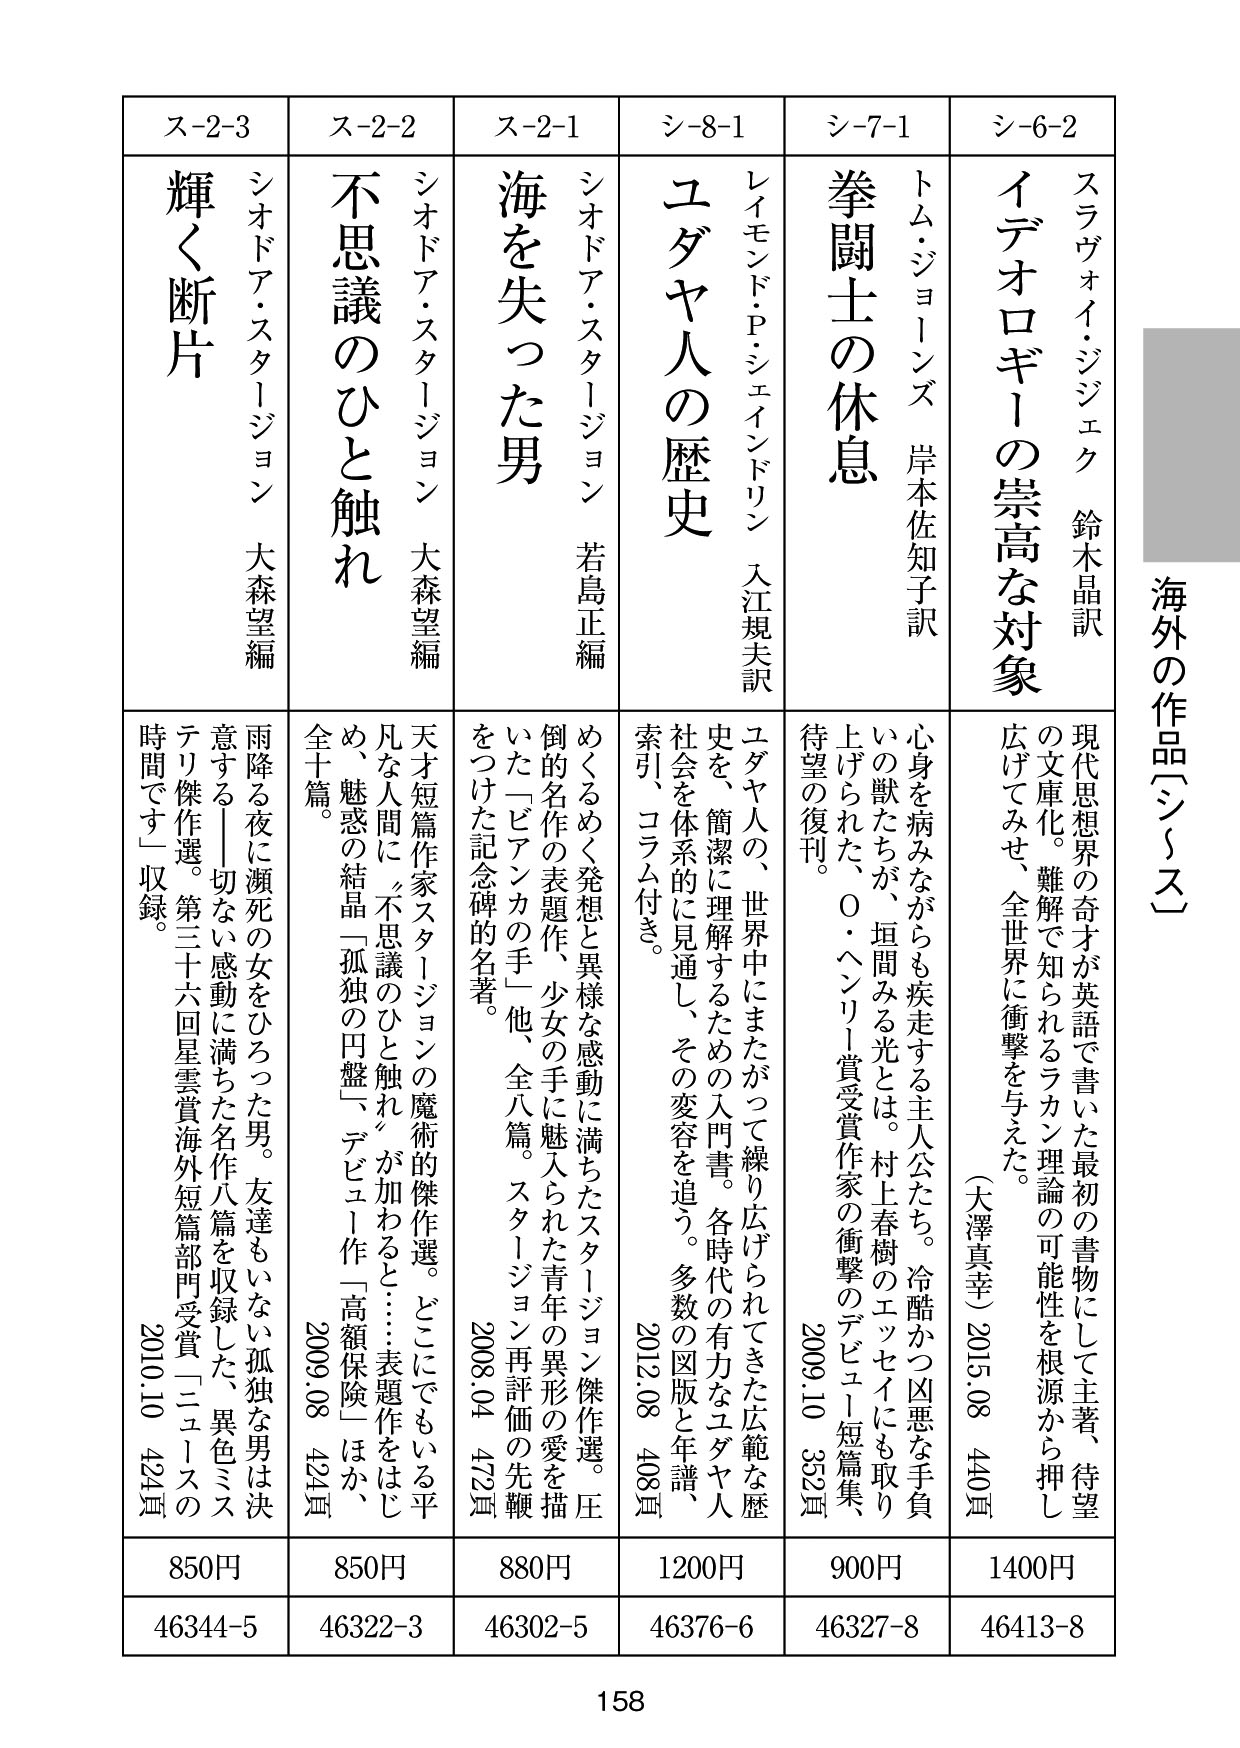 海外の作品〔シ～ス〕
シ-6-2
スラヴォイ・ジジェク　鈴木晶訳
イデオロギーの崇高な対象
現代思想界の奇才が英語で書いた最初の書物にして主著、待望
の文庫化。難解で知られるラカン理論の可能性を根源から押し
広げてみせ、全世界に衝撃を与えた。
（大澤真幸）2015.08　440頁
1400円
46413-8
シ-7-1
トム・ジョーンズ　岸本佐知子訳
拳闘士の休息
心身を病みながらも疾走する主人公たち。冷酷かつ凶悪な手負
いの獣たちが、垣間みる光とは。村上春樹のエッセイにも取り
上げられた、O・ヘンリー賞受賞作家の衝撃のデビュー短篇集、
待望の復刊。
2009.10　352頁
900円
46327-8
シ-8-1
レイモンド・P・シェインドリン　入江規夫訳
ユダヤ人の歴史
ユダヤ人の、世界中にまたがって繰り広げられてきた広範な歴
史を、簡潔に理解するための入門書。各時代の有力なユダヤ人
社会を体系的に見通し、その変容を追う。多数の図版と年譜、
索引、コラム付き。
2012.08　408頁
1200円
46376-6
ス-2-1
シオドア・スタージョン　若島正編
海を失った男
めくるめく発想と異様な感動に満ちたスタージョン傑作選。圧
倒的名作の表題作、少女の手に魅入られた青年の異形の愛を描
いた「ビアンカの手」他、全八篇。スタージョン再評価の先鞭
をつけた記念碑的名著。
2008.04　472頁
880円
46302-5
ス-2-2
シオドア・スタージョン　大森望編
不思議のひと触れ
天才短篇作家スタージョンの魔術的傑作選。どこにでもいる平
凡な人間に〝不思議のひと触れ〟が加わると……表題作をはじ
め、魅惑の結晶「孤独の円盤」、デビュー作「高額保険」ほか、
全十篇。
2009.08　424頁
850円
46322-3
ス-2-3
シオドア・スタージョン　大森望編
輝く断片
雨降る夜に瀕死の女をひろった男。友達もいない孤独な男は決
意する――切ない感動に満ちた名作八篇を収録した、異色ミス
テリ傑作選。第三十六回星雲賞海外短篇部門受賞「ニュースの
時間です」収録。
2010.10　424頁
850円
46344-5
158